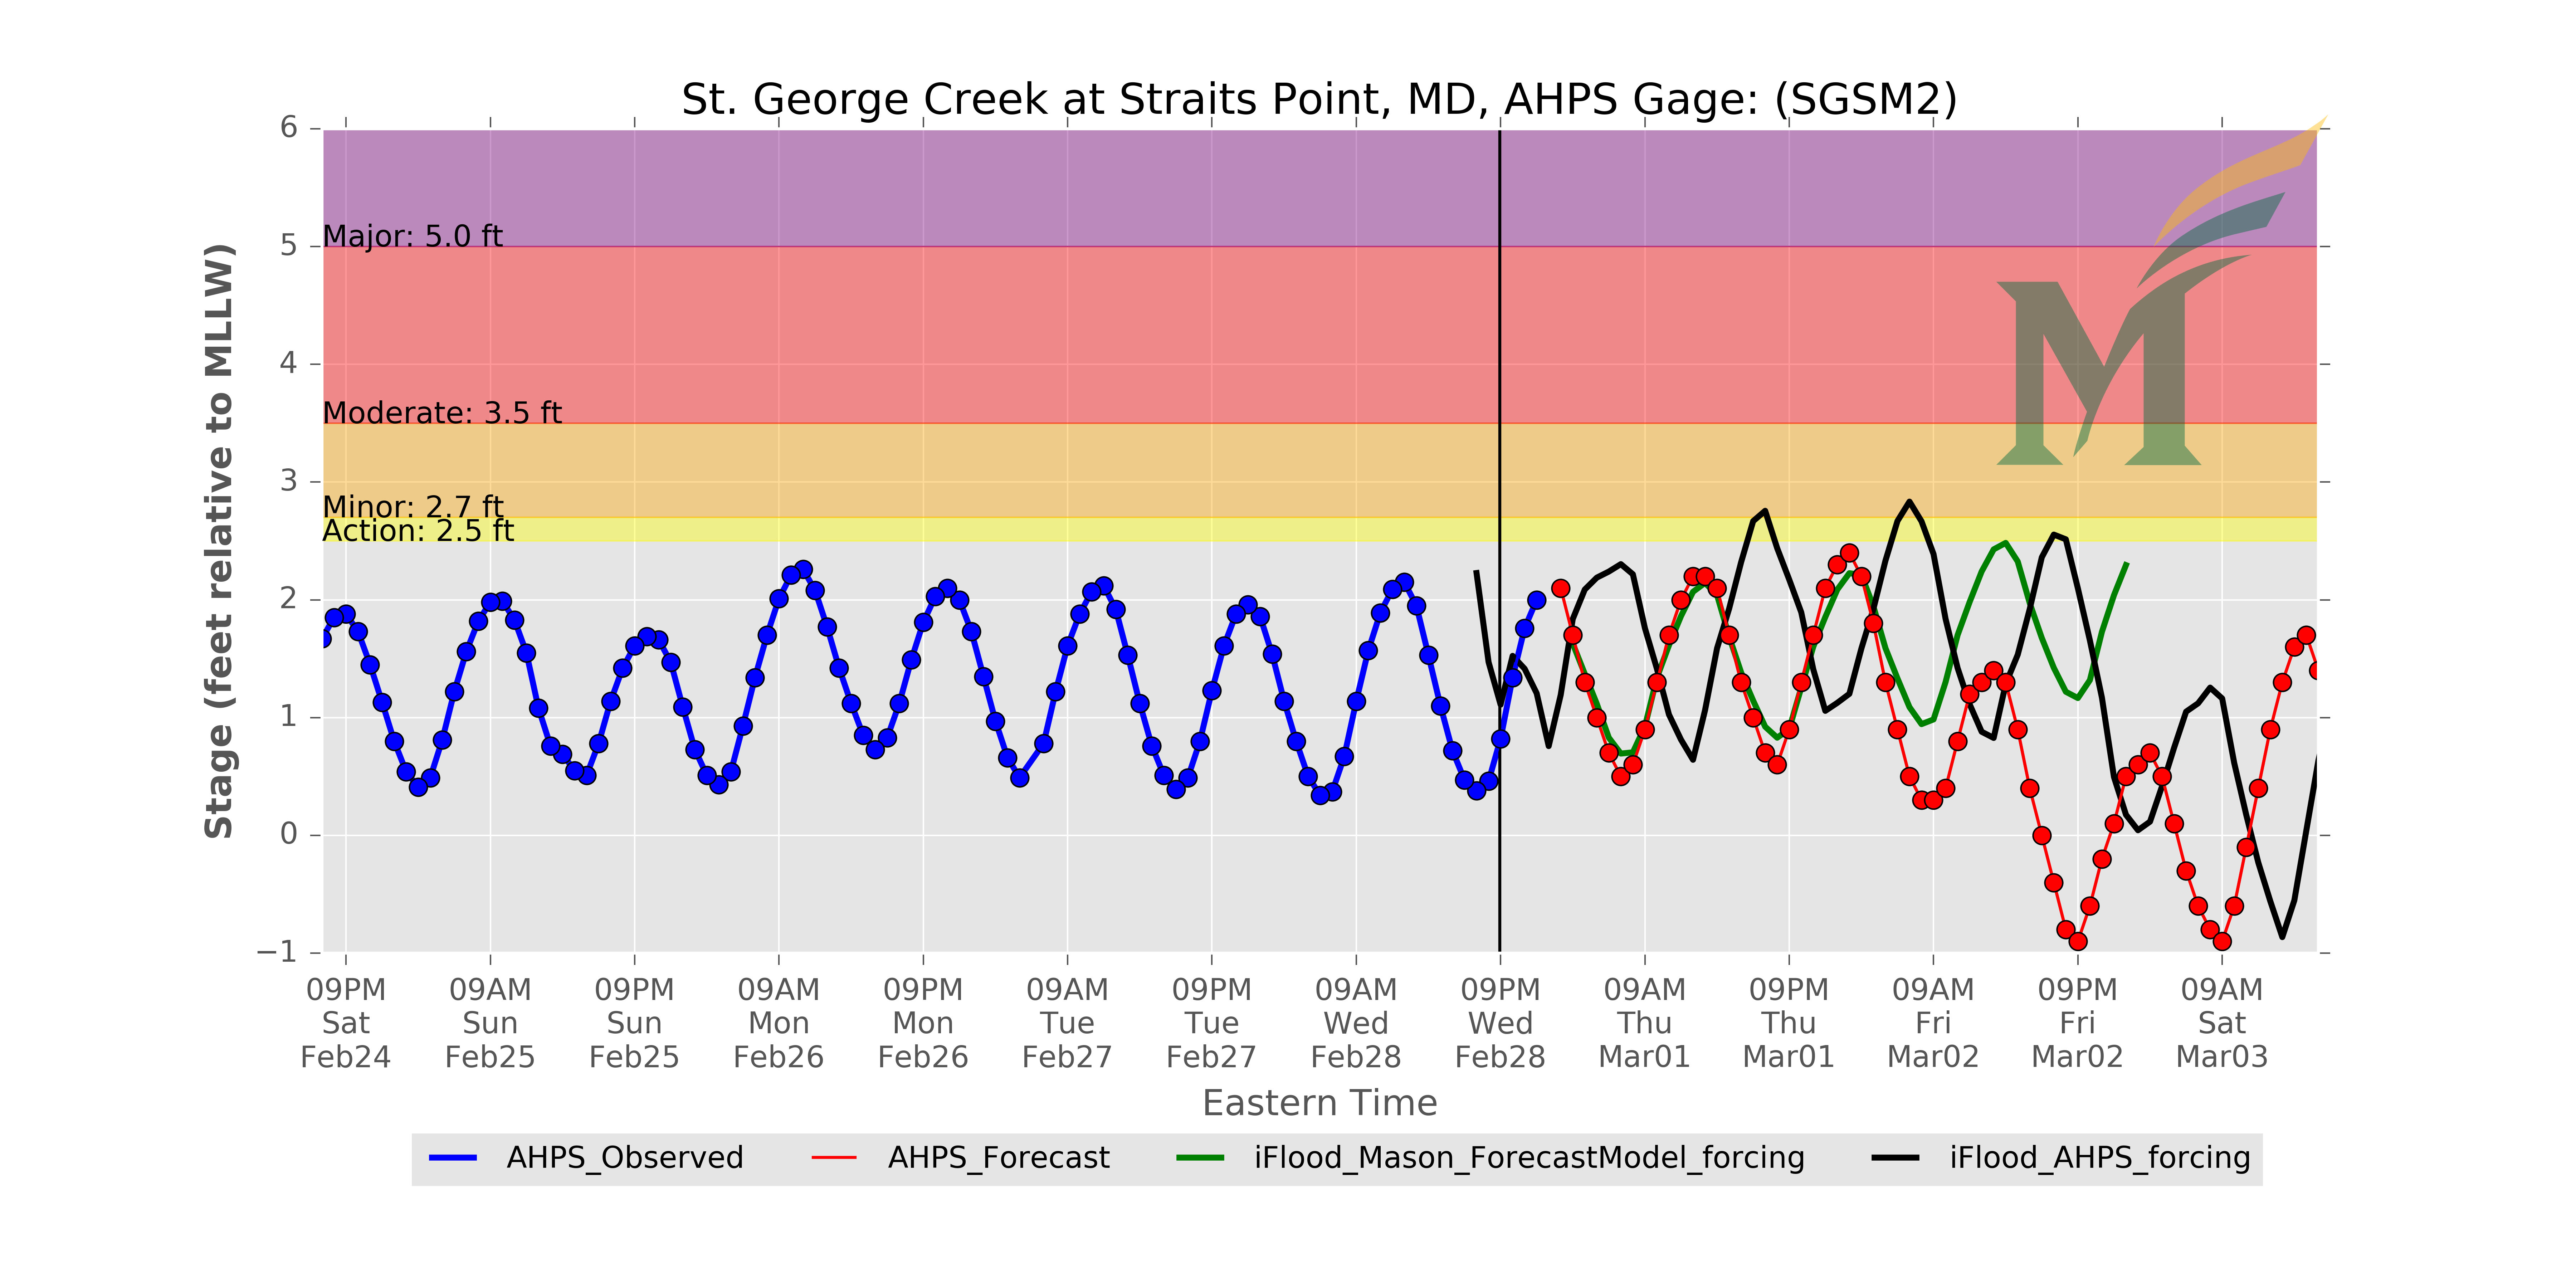 St. George Creek at Straits Point, MD, AHPS Gage: (SGSM2)
Stage (feet relative to MLLW)
6
5
4
3
2
1
0
−1
Major: 5.0 ft
Moderate: 3.5 ft
Minor: 2.7 ft
Action: 2.5 ft
M
09PM Sat Feb24
09AM Sun Feb25
09PM Sun Feb25
09AM Mon Feb26
09PM Mon Feb26
09AM Tue Feb27
09PM Tue Feb27
09AM Wed Feb28
09PM Wed Feb28
09AM Thu Mar01
09PM Thu Mar01
09AM Fri Mar02
09PM Fri Mar02
09AM Sat Mar03
Eastern Time
AHPS_Observed
AHPS_Forecast
iFlood_Mason_ForecastModel_forcing
iFlood_AHPS_forcing